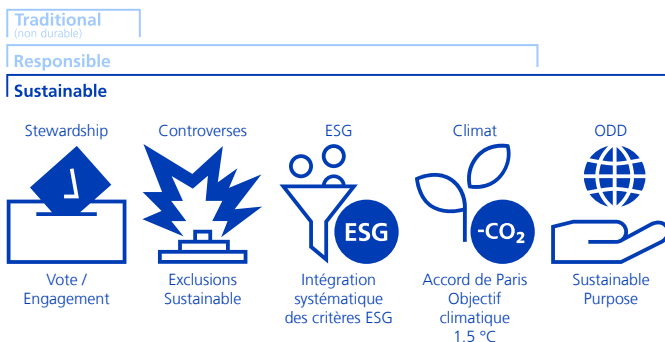 Traditional
(non durable)
Responsible
Sustainable
Stewardship
Controverses
ESG
Climat
ODD
ESG
-CO₂
Vote /
Engagement
Exclusions
Sustainable
Intégration
systématique
des critères ESG
Accord de Paris
Objectif
climatique
1.5 °C
Sustainable
Purpose